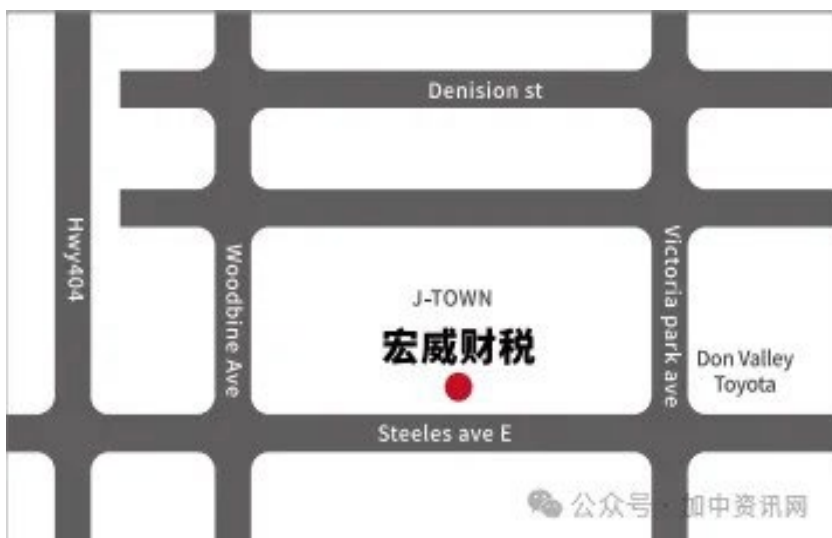 Denision st
Hwy404
Woodbine Ave
Victoria park ave
J-TOWN
宏威财税
Don Valley
Toyota
Steeles ave E
公众号·加中资讯网